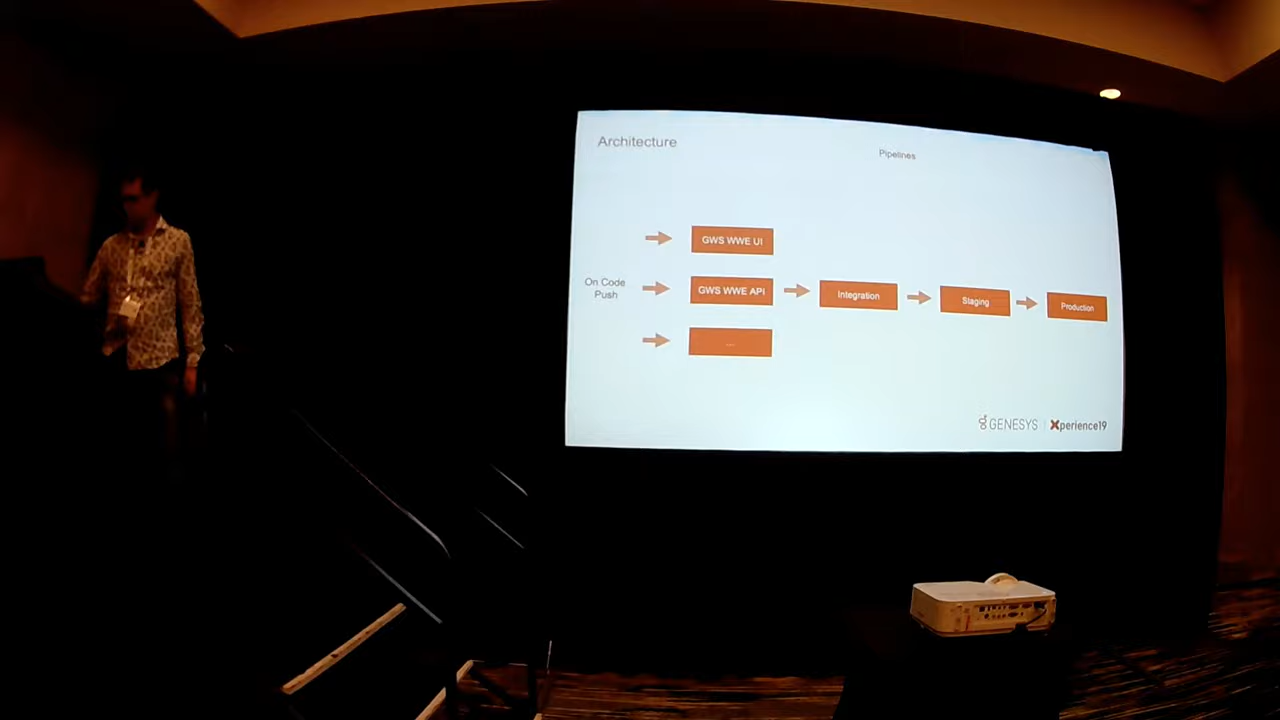 Architecture
Pipelines
GWS WWE UI
On Code
Push
GWS WWE API
Integration
Staging
Production
...
GENESYS | Xperience19